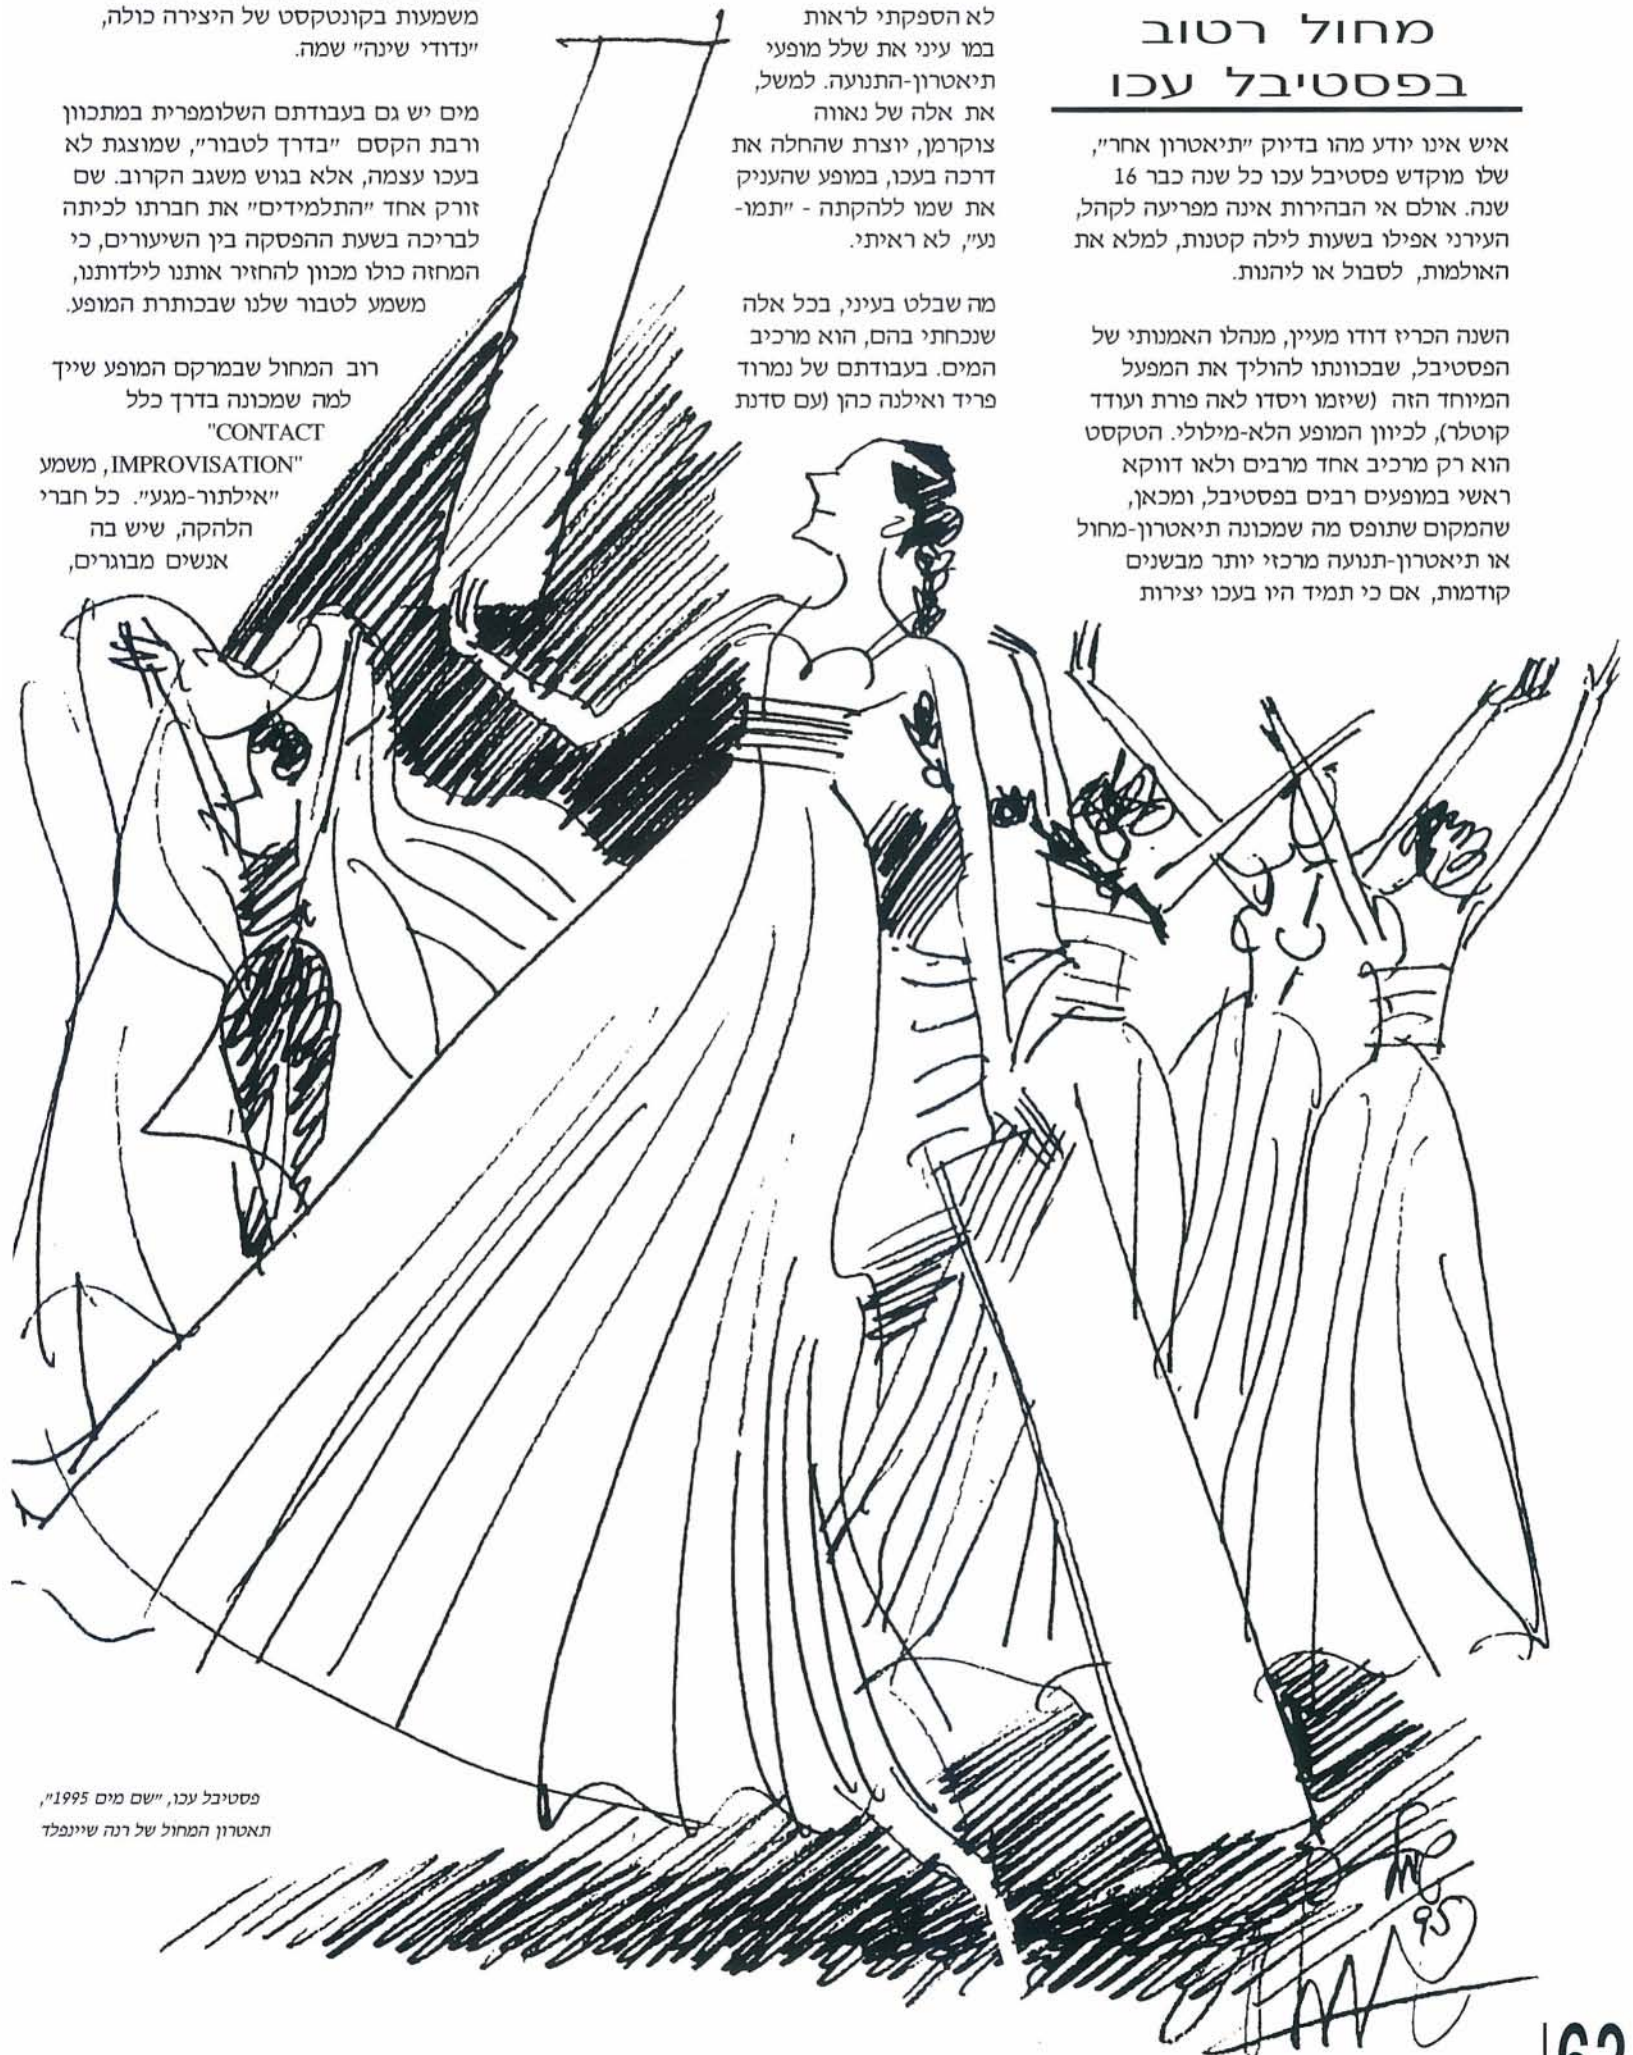 מחול רטוב
בפסטיבל עכו
איש אינו יודע מהו בדיוק "תיאטרון אחר",
שלו מוקדש פסטיבל עכו כל שנה כבר 16
שנה. אולם אי הבהירות אינה מפריעה לקהל,
העירני אפילו בשעות לילה קטנות, למלא את
האולמות, לסבול או ליהנות.
השנה הכריז דודו מעיין, מנהלו האמנותי של
הפסטיבל, שבכוונתו להוליך את המפעל
המיוחד הזה (שיזמו ויסדו לאה פורת ועודד
קוטלר), לכיוון המופע הלא-מילולי. הטקסט
הוא רק מרכיב אחד מרבים ולאו דווקא
ראשי במופעים רבים בפסטיבל, ומכאן,
שהמקום שתופס מה שמכונה תיאטרון-מחול
או תיאטרון-תנועה מרכזי יותר מבשנים
קודמות, אם כי תמיד היו בעכו יצירות
לא הספקתי לראות
במו עיני את שלל מופעי
תיאטרון-התנועה. למשל,
את אלה של נאווה
צוקרמן, יוצרת שהחלה את
דרכה בעכו, במופע שהעניק
את שמו ללהקתה - "תמו-
נע", לא ראיתי.
מה שבלט בעיני, בכל אלה
שנכחתי בהם, הוא מרכיב
המים. בעבודתם של נמרוד
פריד ואילנה כהן (עם סדנת
משמעות בקונטקסט של היצירה כולה,
"נדודי שינה" שמה.
מים יש גם בעבודתם השלומפרית במתכוון
ורבת הקסם "בדרך לטבור", שמוצגת לא
בעכו עצמה, אלא בגוש משגב הקרוב. שם
זורק אחד "התלמידים" את חברתו לכיתה
לבריכה בשעת ההפסקה בין השיעורים, כי
המחזה כולו מכוון להחזיר אותנו לילדותנו,
משמע לטבור שלנו שבכותרת המופע.
רוב המחול שבמרקם המופע שייך
למה שמכונה בדרך כלל
"CONTACT
IMPROVISATION", משמע
"אילתור-מגע". כל חברי
הלהקה, שיש בה
אנשים מבוגרים,
פסטיבל עכו, "שם מים 1995",
תאטרון המחול של רנה שיינפלד
95